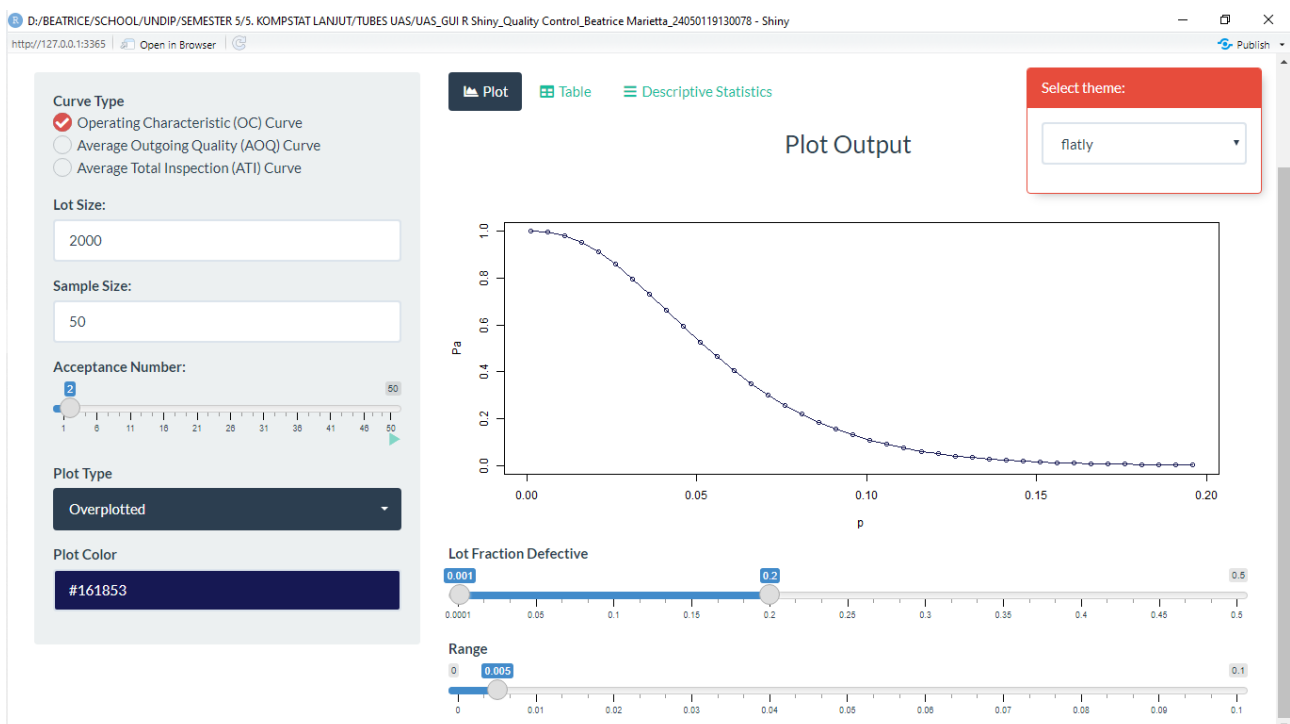 D:/BEATRICE/SCHOOL/UNDIP/SEMESTER 5/5. KOMPSTAT LANJUT/TUBES UAS/UAS_GUI R Shiny_Quality Control_Beatrice Marietta_24050119130078 - Shiny
http://127.0.0.1:3365 Open in Browser Publish
Curve Type
Operating Characteristic (OC) Curve
Average Outgoing Quality (AOQ) Curve
Average Total Inspection (ATI) Curve
Lot Size:
2000
Sample Size:
50
Acceptance Number:
2 50
1 6 11 16 21 26 31 36 41 46 50
Plot Type
Overplotted
Plot Color
#161853
Plot Table Descriptive Statistics
Select theme:
flatly
Plot Output
1.0
0.8
0.6
0.4
0.2
0.0
Pa
0.00 0.05 0.10 0.15 0.20
p
Lot Fraction Defective
0.001 0.2 0.5
0.0001 0.05 0.1 0.15 0.2 0.25 0.3 0.35 0.4 0.45 0.5
Range
0 0.005 0.1
0 0.01 0.02 0.03 0.04 0.05 0.06 0.07 0.08 0.09 0.1